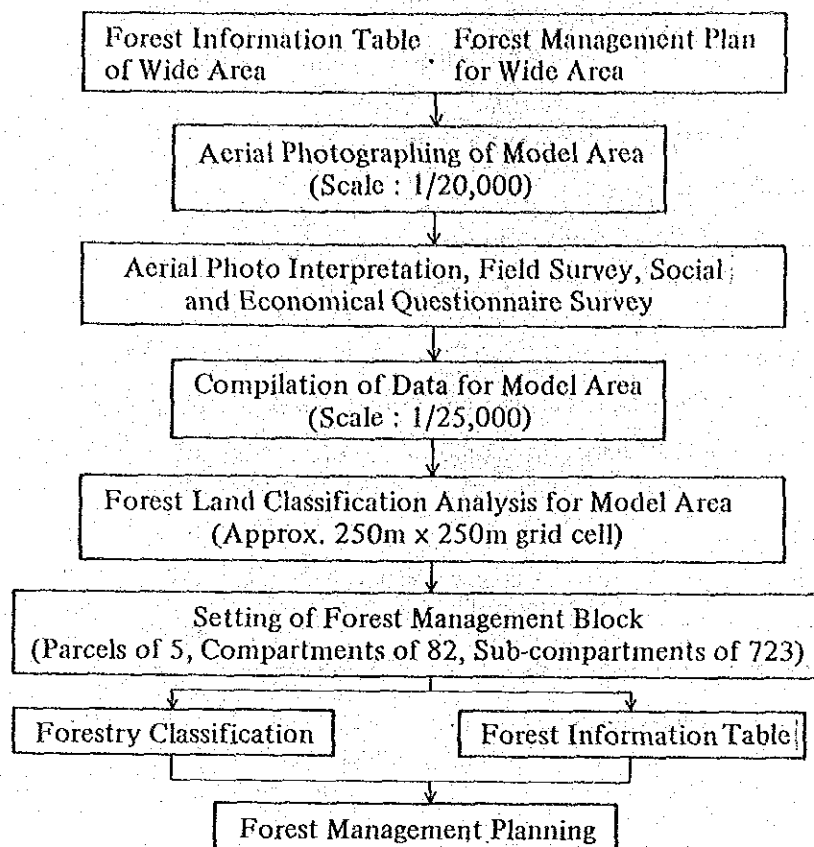 Forest Information Table Forest Management Plan
of Wide Area for Wide Area
Aerial Photographing of Model Area
(Scale : 1/20,000)
Aerial Photo Interpretation, Field Survey, Social
and Economical Questionnaire Survey
Compilation of Data for Model Area
(Scale : 1/25,000)
Forest Land Classification Analysis for Model Area
(Approx. 250m x 250m grid cell)
Setting of Forest Management Block
(Parcels of 5, Compartments of 82, Sub-compartments of 723)
Forestry Classification Forest Information Table
Forest Management Planning